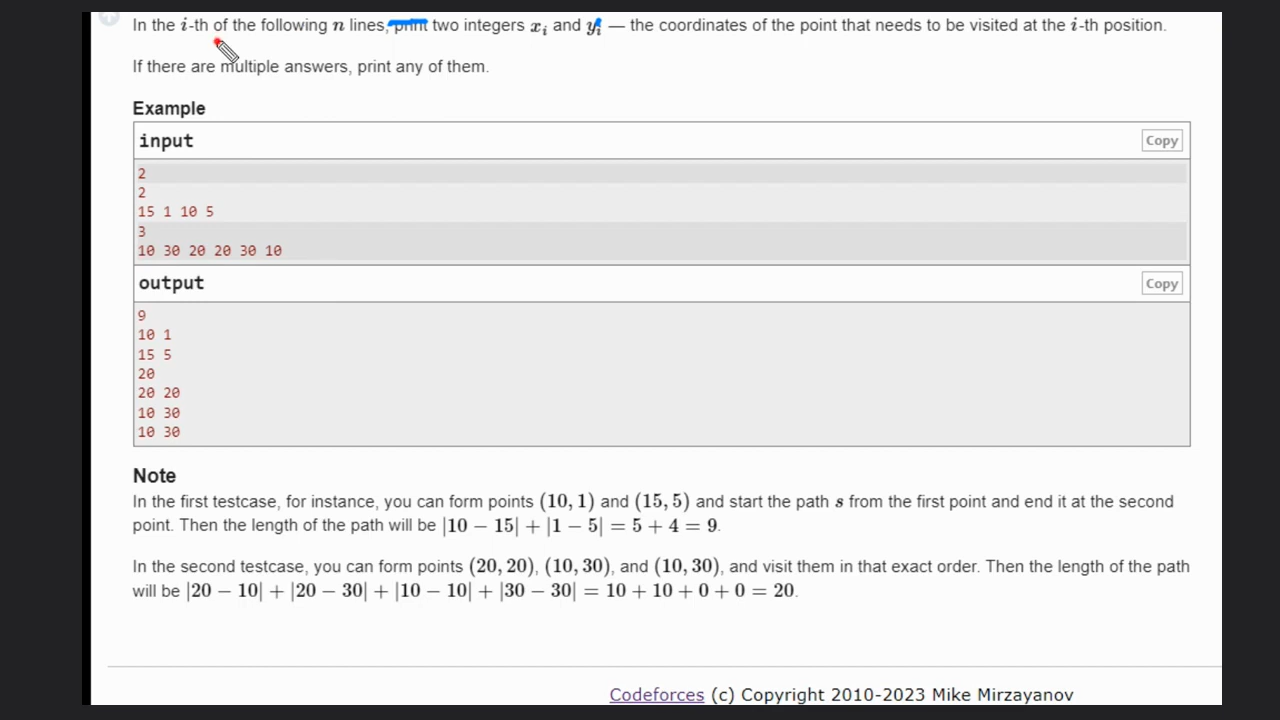 In the i-th of the following n lines, print two integers xᵢ and yᵢ — the coordinates of the point that needs to be visited at the i-th position.
If there are multiple answers, print any of them.
Example
input
Copy
2
2
15 1 10 5
3
10 30 20 20 30 10
output
Copy
9
10 1
15 5
20
20 20
10 30
10 30
Note
In the first testcase, for instance, you can form points (10, 1) and (15, 5) and start the path s from the first point and end it at the second
point. Then the length of the path will be |10 − 15| + |1 − 5| = 5 + 4 = 9.
In the second testcase, you can form points (20, 20), (10, 30), and (10, 30), and visit them in that exact order. Then the length of the path
will be |20 − 10| + |20 − 30| + |10 − 10| + |30 − 30| = 10 + 10 + 0 + 0 = 20.
Codeforces (c) Copyright 2010-2023 Mike Mirzayanov